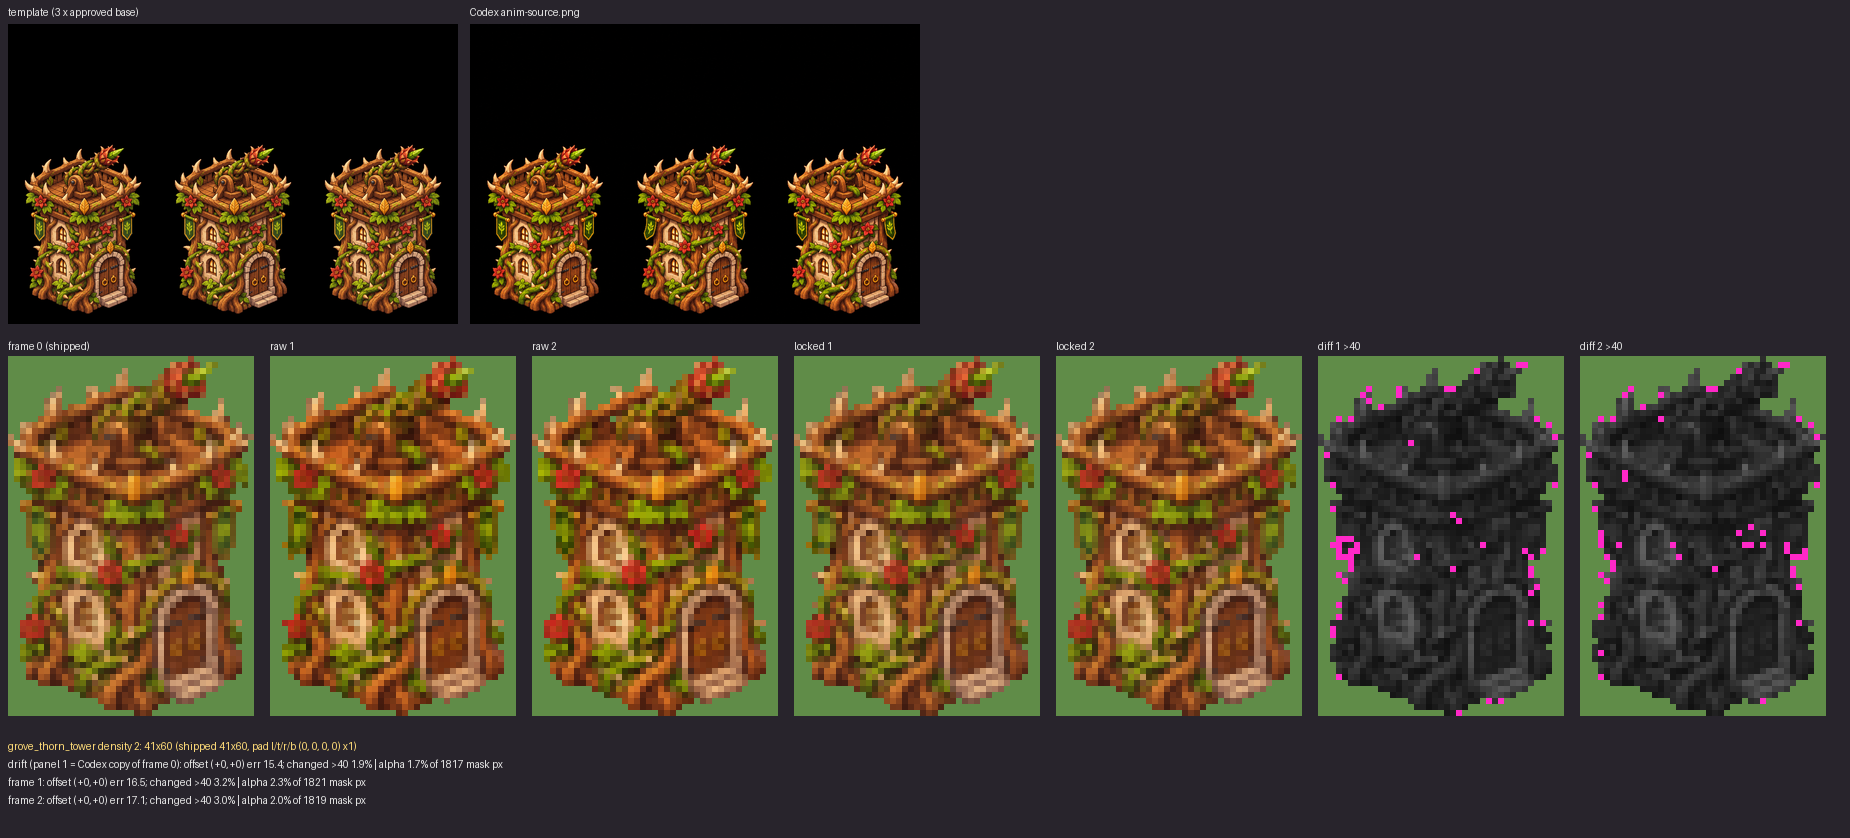 template (3 x approved base)
Codex anim-source.png
frame 0 (shipped)
raw 1
raw 2
locked 1
locked 2
diff 1 >40
diff 2 >40
grove_thorn_tower density 2: 41x60 (shipped 41x60, pad l/t/r/b (0, 0, 0, 0) x1)
drift (panel 1 = Codex copy of frame 0): offset (+0,+0) err 15.4; changed >40 1.9% | alpha 1.7% of 1817 mask px
frame 1: offset (+0,+0) err 16.5; changed >40 3.2% | alpha 2.3% of 1821 mask px
frame 2: offset (+0,+0) err 17.1; changed >40 3.0% | alpha 2.0% of 1819 mask px